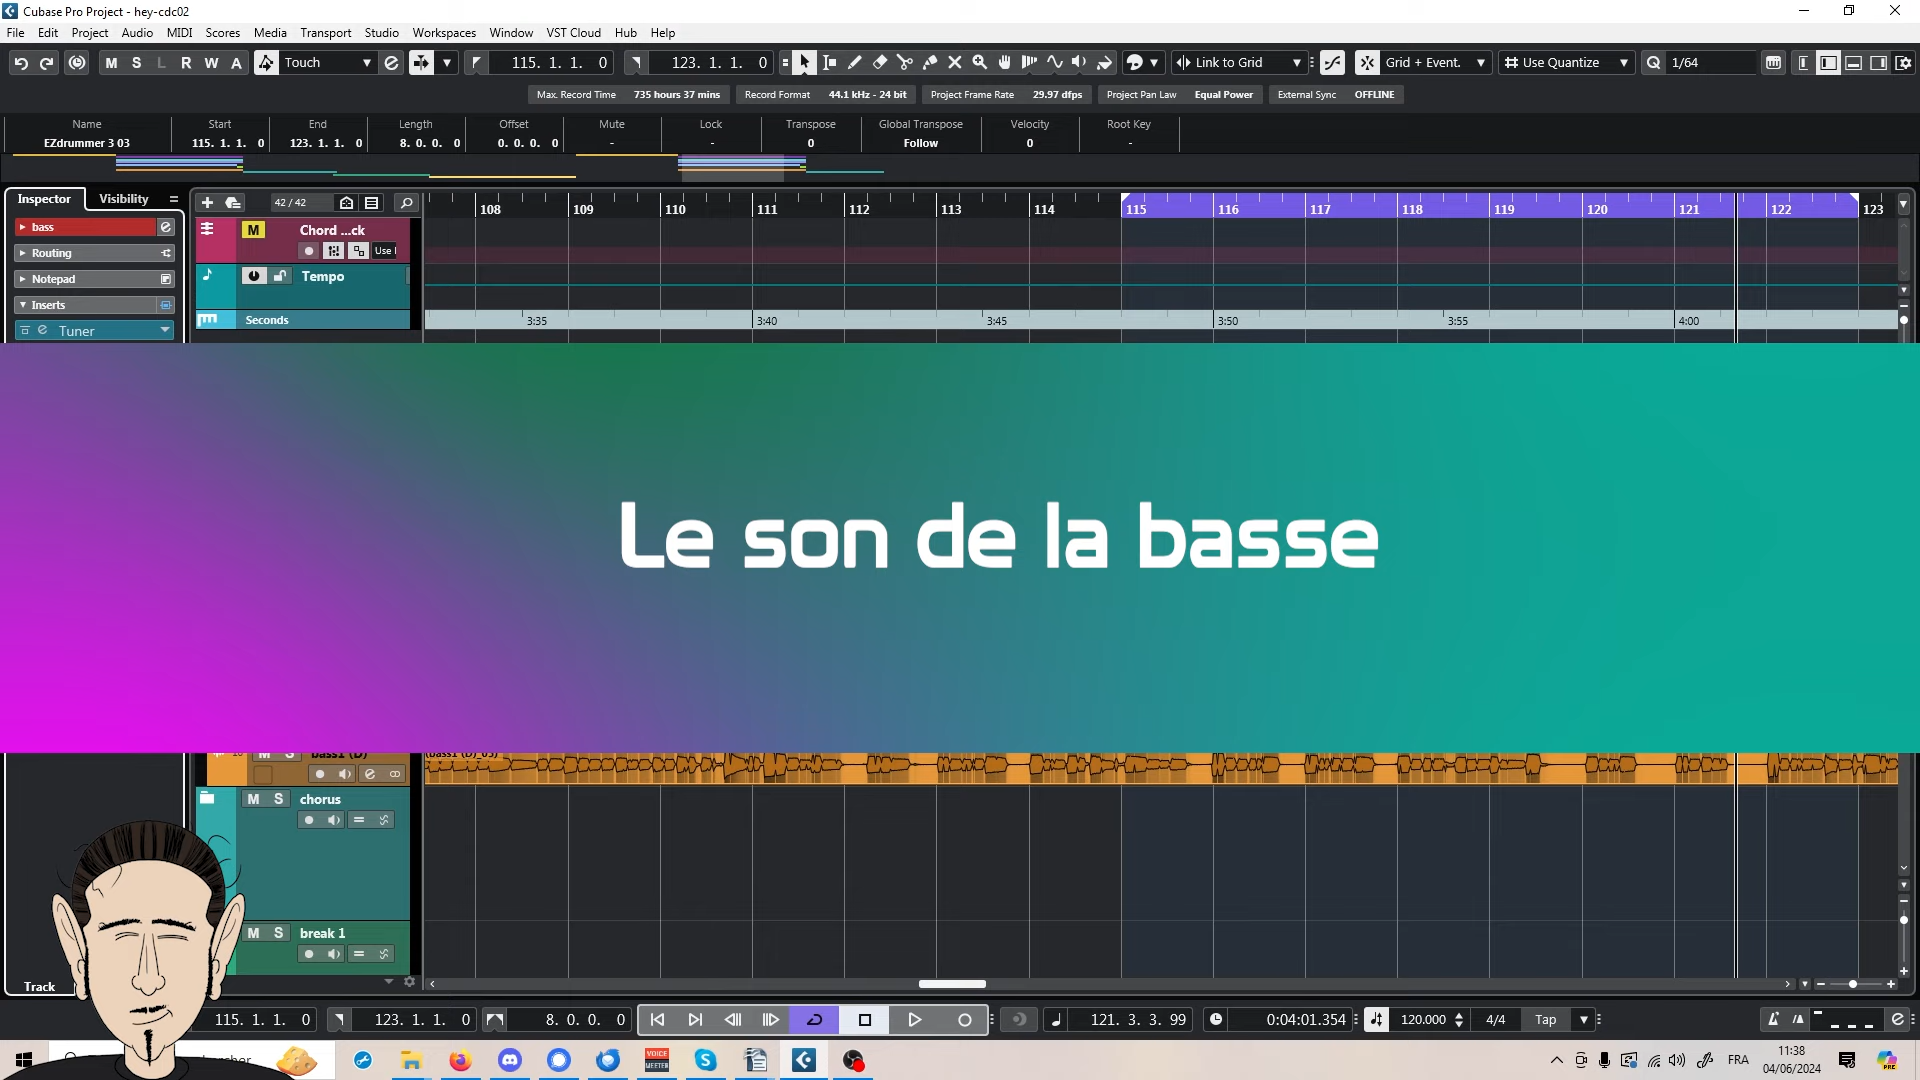 Cubase Pro Project - hey-cdc02
File Edit Project Audio MIDI Scores Media Transport Studio Workspaces Window VST Cloud Hub Help
M S L R W A Touch 115. 1. 1. 0 123. 1. 1. 0 Link to Grid Grid + Event. Use Quantize Q 1/64
Max. Record Time 735 hours 37 mins Record Format 44.1 kHz - 24 bit Project Frame Rate 29.97 dfps Project Pan Law Equal Power External Sync OFFLINE
Name Start End Length Offset Mute Lock Transpose Global Transpose Velocity Root Key
EZdrummer 3 03 115. 1. 1. 0 123. 1. 1. 0 8. 0. 0. 0 0. 0. 0. 0 - - 0 Follow 0 -
Inspector Visibility 42 / 42
108 109 110 111 112 113 114 115 116 117 118 119 120 121 122 123
bass M Chord ...ck
Routing Use
Notepad Tempo
Inserts
Seconds 3:35 3:40 3:45 3:50 3:55 4:00
Tuner
Le son de la basse
M S bass1 (D)
M S chorus
M S break 1
Track
115. 1. 1. 0 123. 1. 1. 0 8. 0. 0. 0 121. 3. 3. 99 0:04:01.354 120.000 4/4 Tap
VOICE
MEETER
FRA 11:38
04/06/2024
PRE